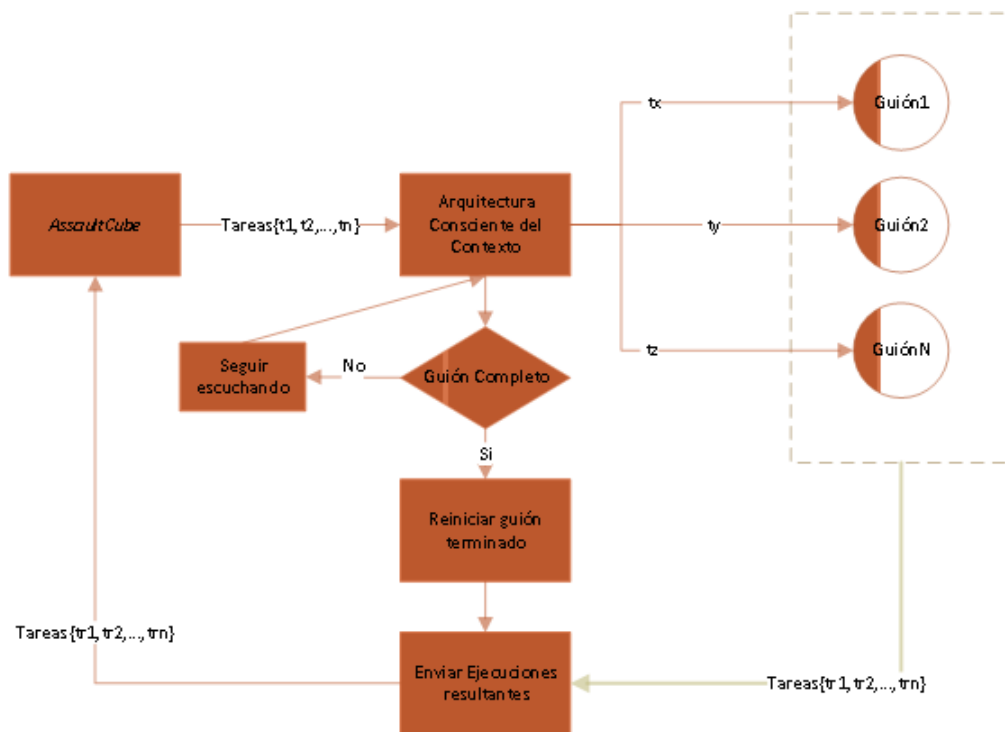 Guión1
tx
AssaultCube
Tareas{t1,t2,...,tn}
Arquitectura
Consciente del
Contexto
ty
Guión2
tz
GuiónN
Seguir
escuchando
No
Guión Completo
Si
Reiniciar guión
terminado
Tareas{tr1,tr2,...,trn}
Enviar Ejecuciones
resultantes
Tareas{tr1,tr2,..., trn}